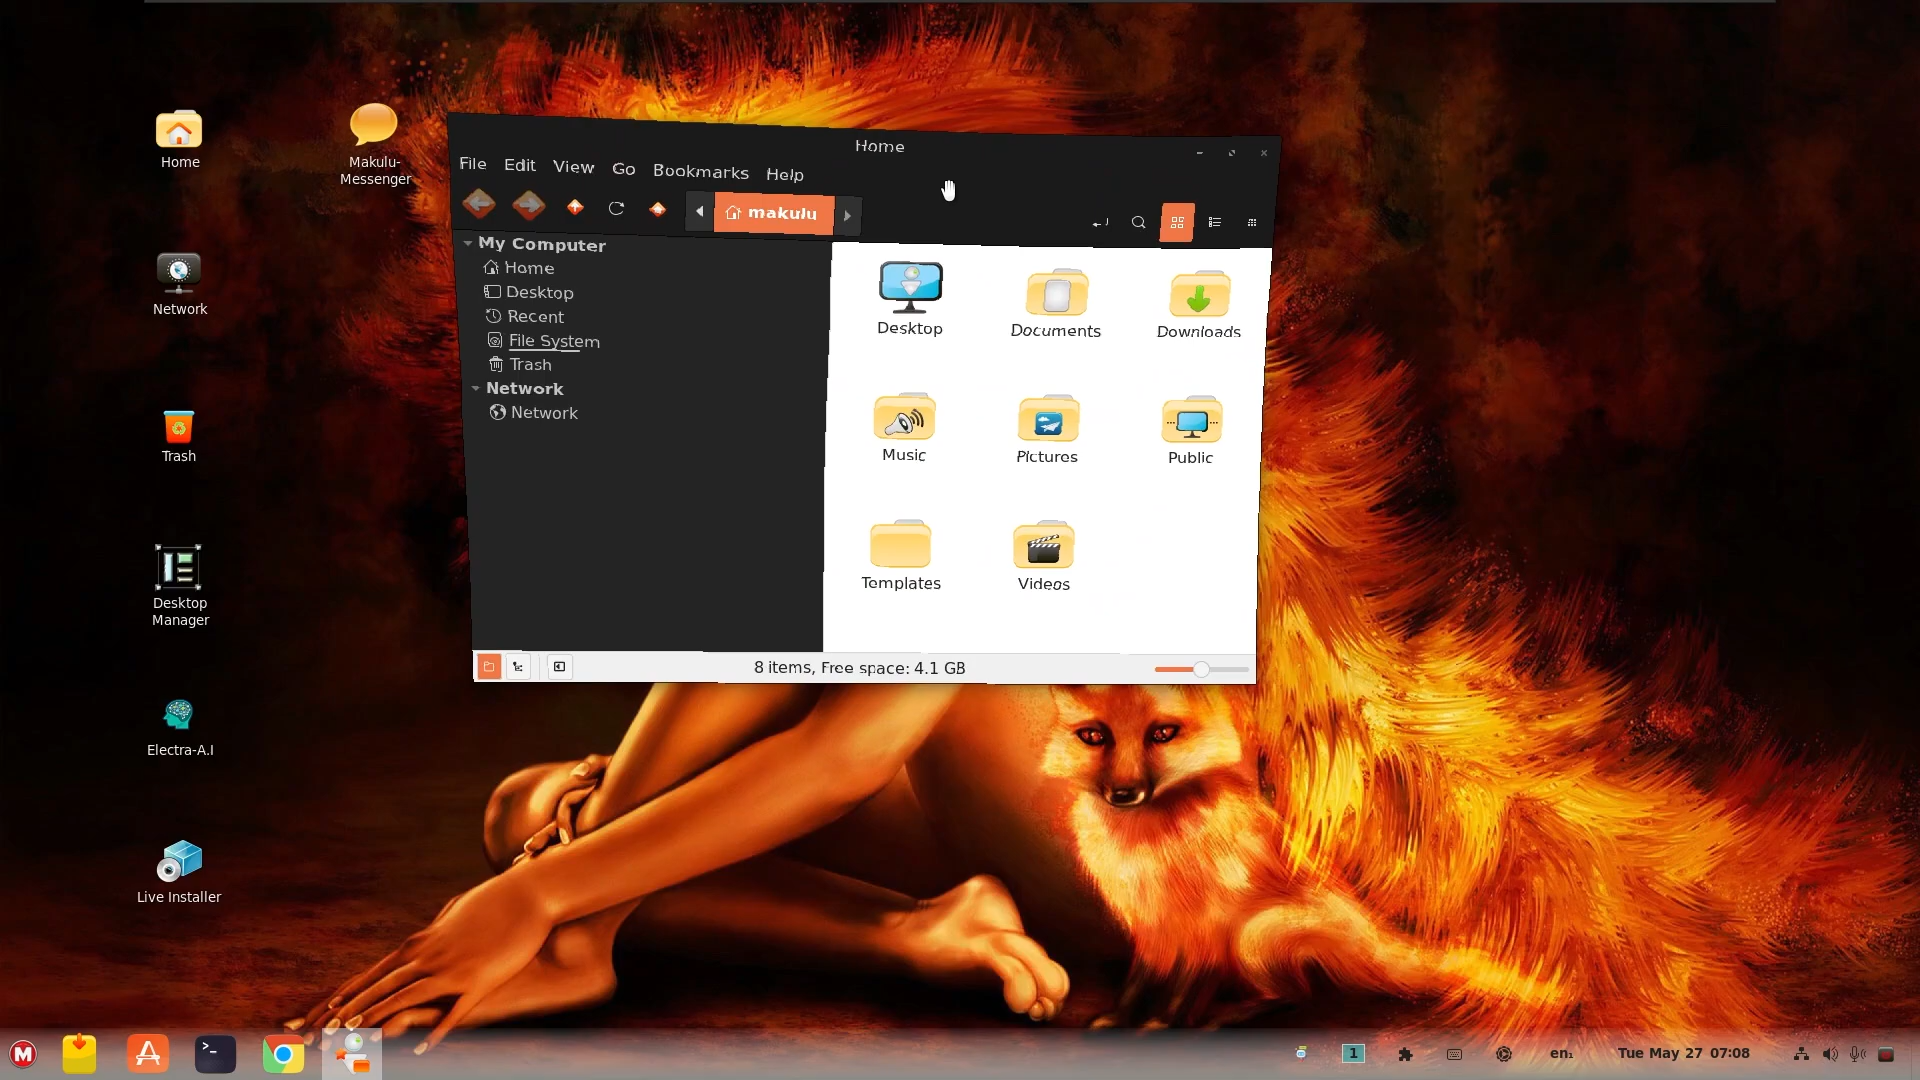 Home
Makulu-
Messenger
Network
Trash
Desktop
Manager
Electra-A.I
Live Installer
Home
File Edit View Go Bookmarks Help
makulu
My Computer
Home
Desktop
Recent
File System
Trash
Network
Network
Desktop Documents Downloads
Music Pictures Public
Templates Videos
8 items, Free space: 4.1 GB
M
>_
1
en₁
Tue May 27 07:08